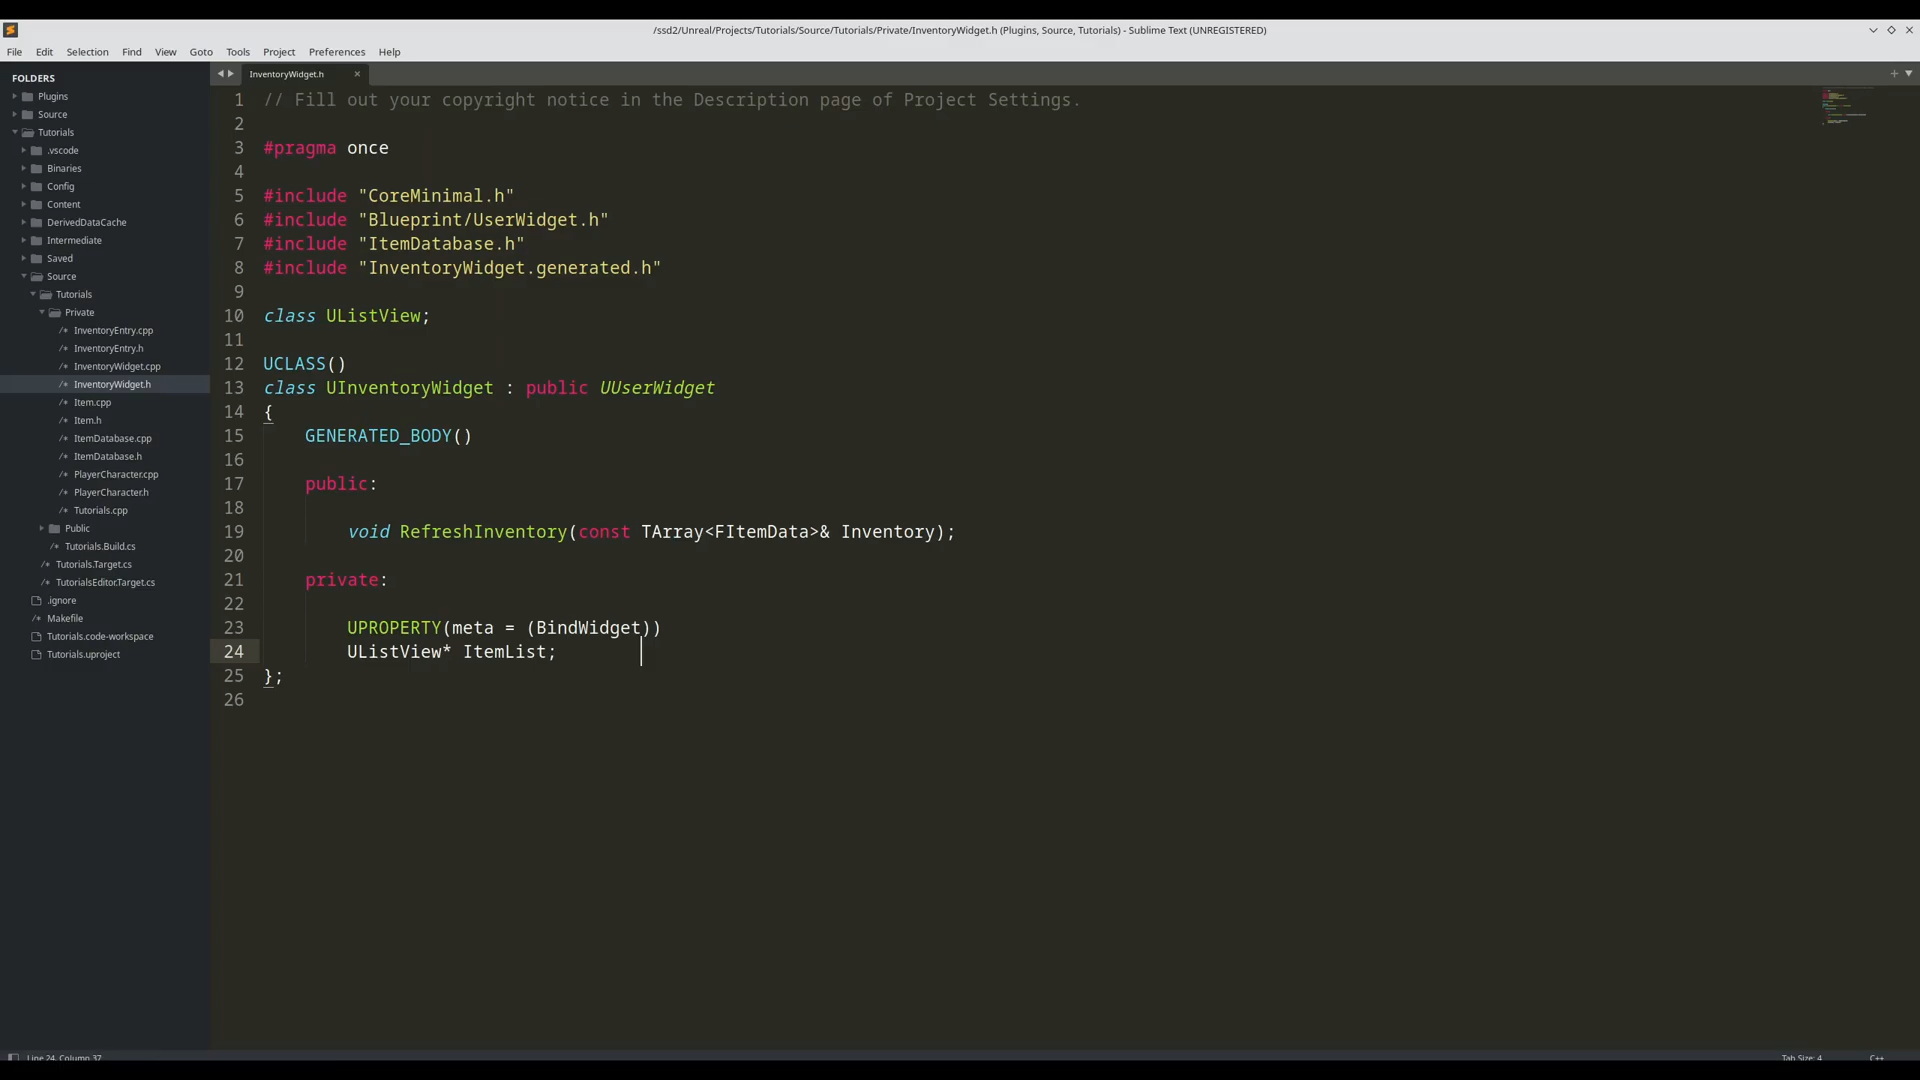 /ssd2/Unreal/Projects/Tutorials/Source/Tutorials/Private/InventoryWidget.h (Plugins, Source, Tutorials) - Sublime Text (UNREGISTERED)
File Edit Selection Find View Goto Tools Project Preferences Help
FOLDERS
Plugins
Source
Tutorials
.vscode
Binaries
Config
Content
DerivedDataCache
Intermediate
Saved
Source
Tutorials
Private
/* InventoryEntry.cpp
/* InventoryEntry.h
/* InventoryWidget.cpp
/* InventoryWidget.h
/* Item.cpp
/* Item.h
/* ItemDatabase.cpp
/* ItemDatabase.h
/* PlayerCharacter.cpp
/* PlayerCharacter.h
/* Tutorials.cpp
Public
/* Tutorials.Build.cs
/* Tutorials.Target.cs
/* TutorialsEditor.Target.cs
.ignore
/* Makefile
Tutorials.code-workspace
Tutorials.uproject
InventoryWidget.h
1 // Fill out your copyright notice in the Description page of Project Settings.
2
3 #pragma once
4
5 #include "CoreMinimal.h"
6 #include "Blueprint/UserWidget.h"
7 #include "ItemDatabase.h"
8 #include "InventoryWidget.generated.h"
9
10 class UListView;
11
12 UCLASS()
13 class UInventoryWidget : public UUserWidget
14 {
15 GENERATED_BODY()
16
17 public:
18
19 void RefreshInventory(const TArray<FItemData>& Inventory);
20
21 private:
22
23 UPROPERTY(meta = (BindWidget))
24 UListView* ItemList;
25 };
26
Line 24, Column 37
Tab Size: 4
C++